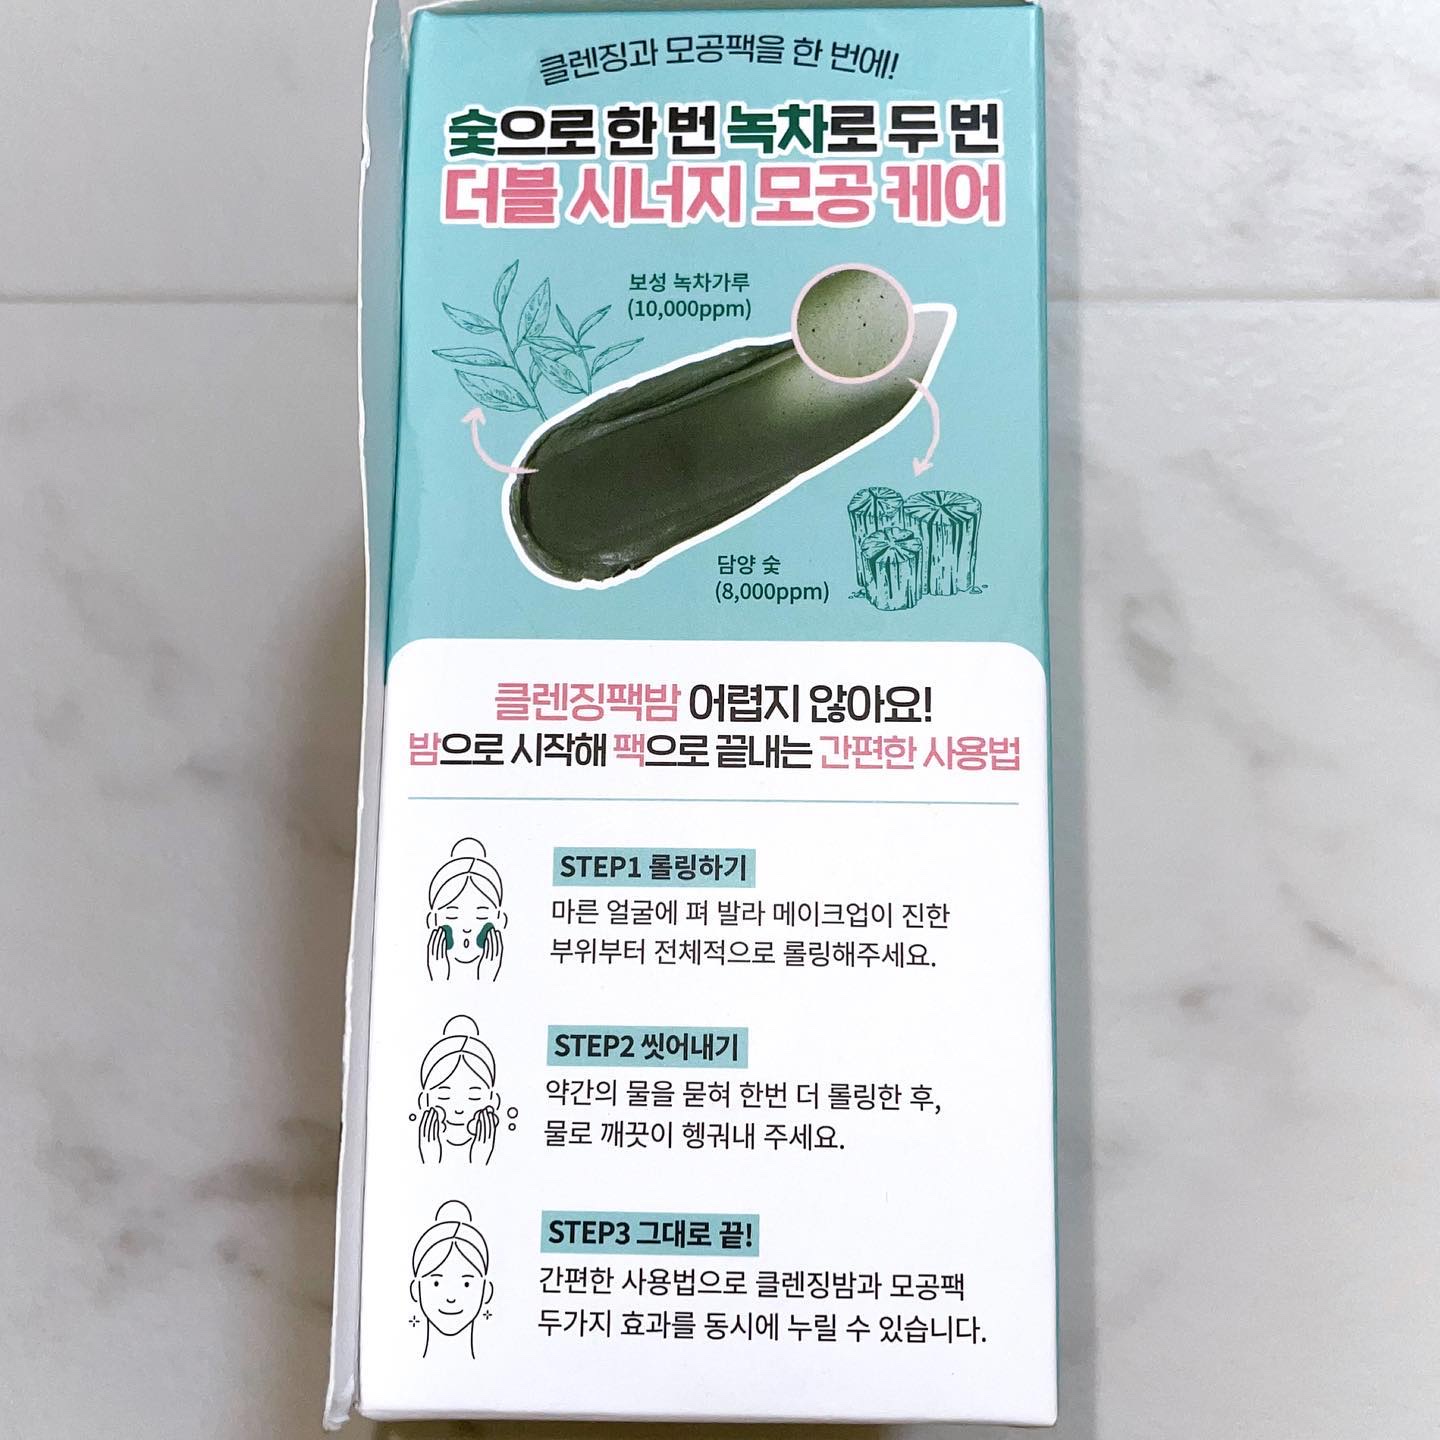 클렌징과 모공팩을 한 번에!
숯으로 한 번 녹차로 두 번
더블 시너지 모공 케어
보성 녹차가루
(10,000ppm)
담양 숯
(8,000ppm)
클렌징팩밤 어렵지 않아요!
밤으로 시작해 팩으로 끝내는 간편한 사용법
STEP1 롤링하기
마른 얼굴에 펴 발라 메이크업이 진한
부위부터 전체적으로 롤링해주세요.
STEP2 씻어내기
약간의 물을 묻혀 한번 더 롤링한 후,
물로 깨끗이 헹궈내 주세요.
STEP3 그대로 끝!
간편한 사용법으로 클렌징밤과 모공팩
두가지 효과를 동시에 누릴 수 있습니다.